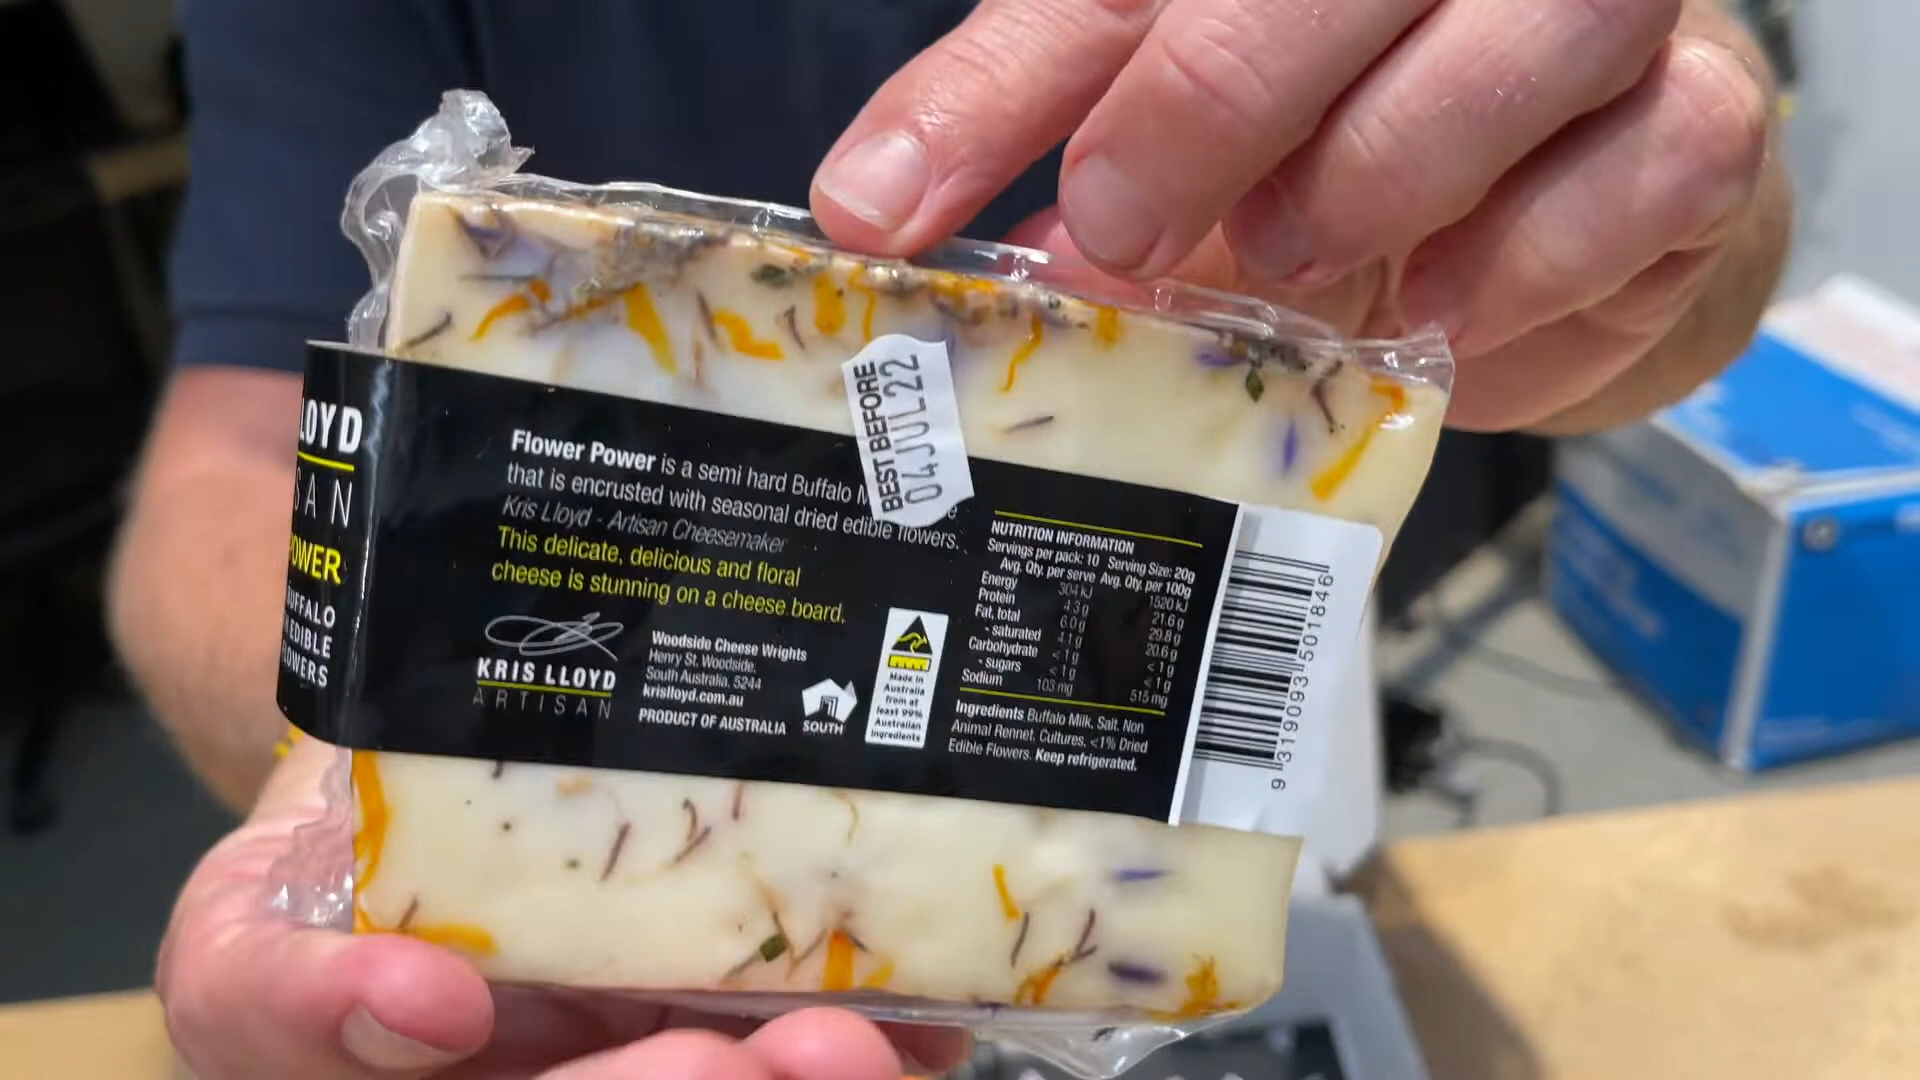 LOYD
SAN
OWER
UFFALO
EDIBLE
OWERS
Flower Power is a semi hard Buffalo
that is encrusted with seasonal dried edible flowers.
Kris Lloyd - Artisan Cheesemaker
This delicate, delicious and floral
cheese is stunning on a cheese board.
KRIS LLOYD
ARTISAN
Woodside Cheese Wrights
Henry St. Woodside,
South Australia, 5244
krislloyd.com.au
PRODUCT OF AUSTRALIA
SOUTH
Made in
Australia
from at
least 99%
Australian
ingredients
BEST BEFORE
04JUL22
NUTRITION INFORMATION
Servings per pack: 10 Serving Size: 20g
Avg. Qty. per serve Avg. Qty. per 100g
Energy 304 kJ 1520 kJ
Protein 4.3 g 21.6 g
Fat, total 6.0 g 29.8 g
- saturated 4.1 g 20.6 g
Carbohydrate < 1 g < 1 g
- sugars < 1 g < 1 g
Sodium 103 mg 515 mg
Ingredients Buffalo Milk, Salt, Non
Animal Rennet, Cultures, <1% Dried
Edible Flowers. Keep refrigerated.
9 319093 501846